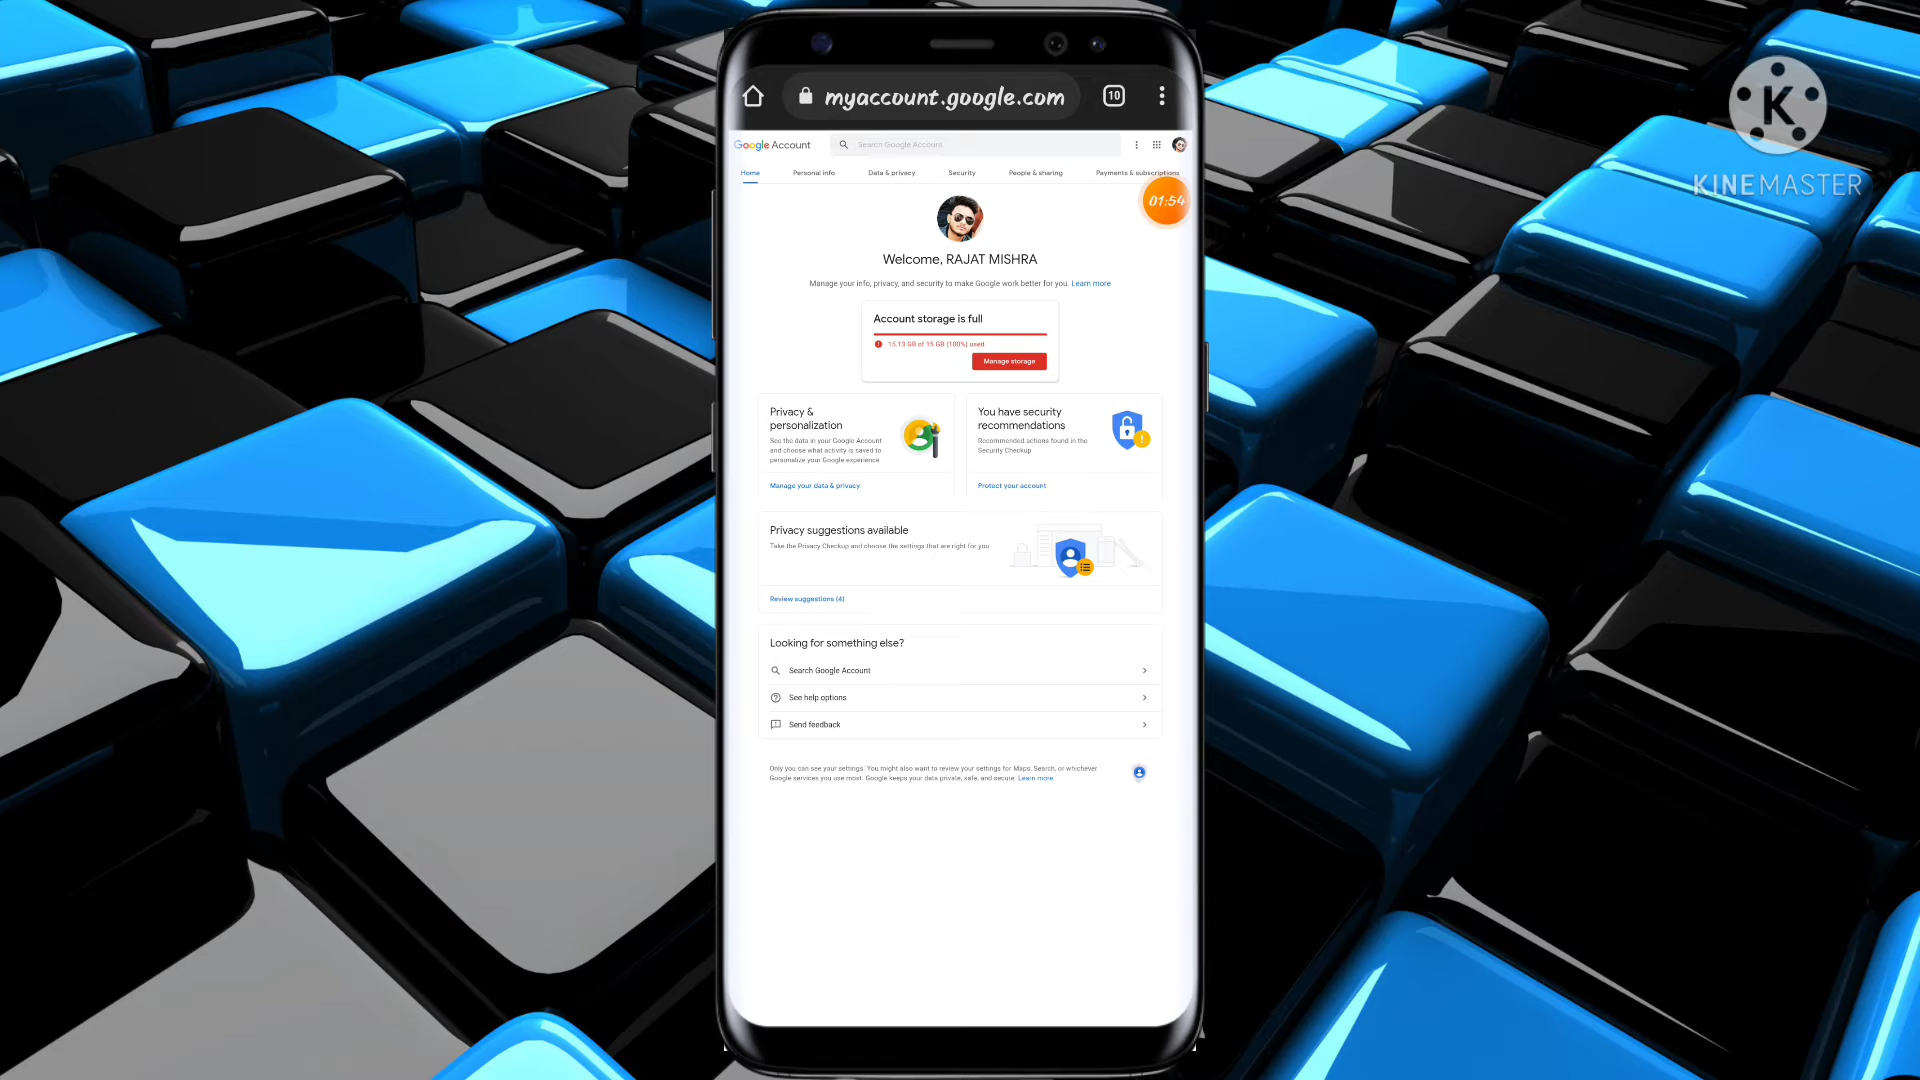 myaccount.google.com
10
Google Account
Search Google Account
Home
Personal info
Data & privacy
Security
People & sharing
Payments & subscriptions
01:54
Welcome, RAJAT MISHRA
Manage your info, privacy, and security to make Google work better for you. Learn more
Account storage is full
15.13 GB of 15 GB (100%) used
Manage storage
Privacy &
personalization
See the data in your Google Account
and choose what activity is saved to
personalize your Google experience
Manage your data & privacy
You have security
recommendations
Recommended actions found in the
Security Checkup
Protect your account
Privacy suggestions available
Take the Privacy Checkup and choose the settings that are right for you
Review suggestions (4)
Looking for something else?
Search Google Account
See help options
Send feedback
Only you can see your settings. You might also want to review your settings for Maps, Search, or whichever
Google services you use most. Google keeps your data private, safe, and secure. Learn more
K
KINEMASTER